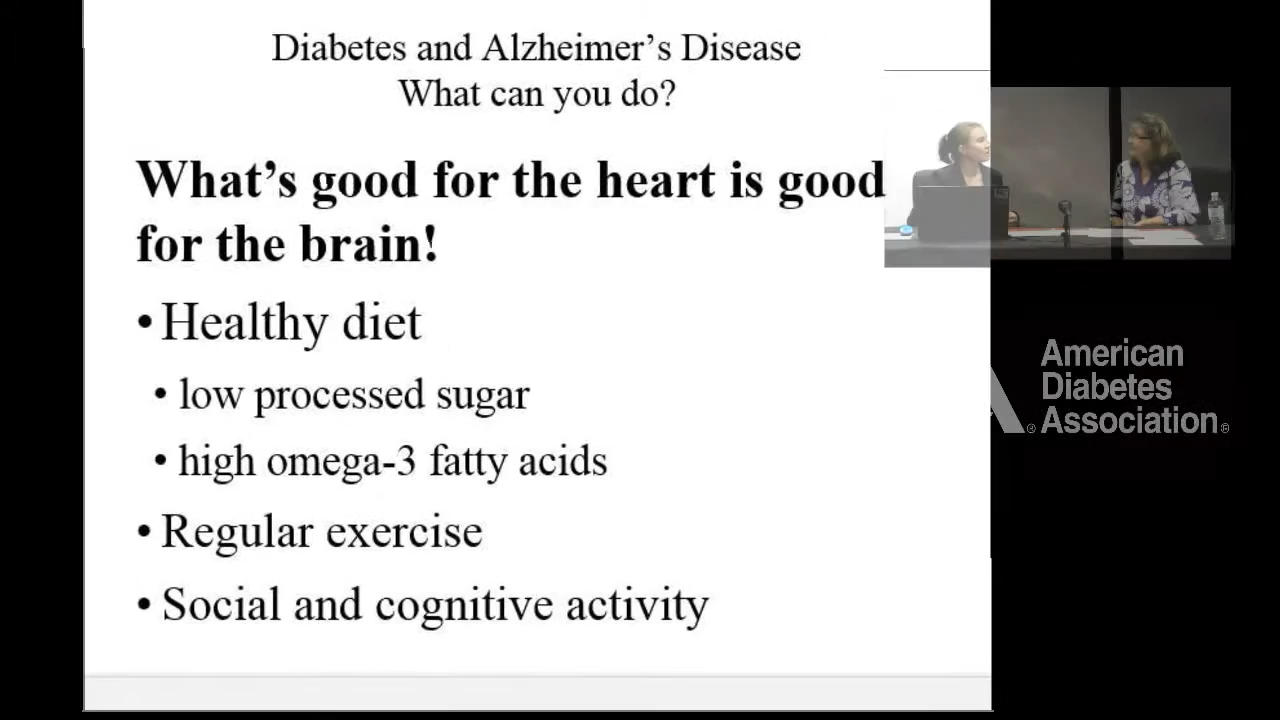 Diabetes and Alzheimer’s Disease
What can you do?
What’s good for the heart is good
for the brain!
• Healthy diet
• low processed sugar
• high omega-3 fatty acids
• Regular exercise
• Social and cognitive activity
American
Diabetes
Association®